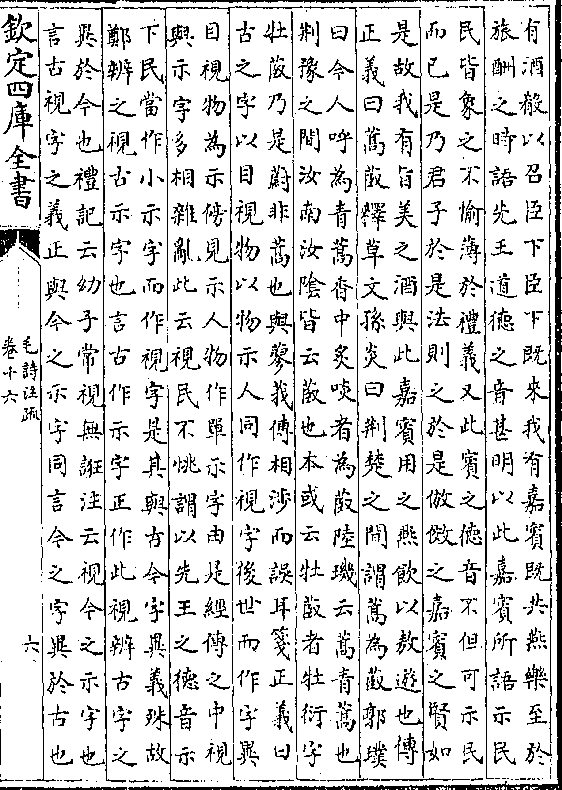 有酒殽以召臣下臣下既來我有嘉賓既共燕樂至於
旅酬之時語先王道德之音甚明以此嘉賓所語示民
民皆象之不愉薄於禮義又此賓之德音不但可示民
而已是乃君子於是法則之於是倣傚之嘉賓之賢如
是故我有旨美之酒與此嘉賓用之燕飲以敖遊也傳
正義曰蒿菣釋草文孫炎曰荆楚之間謂蒿為菣郭璞
曰今人呼為青蒿香中炙啖者為菣陸璣云蒿青蒿也
荆豫之間汝南汝陰皆云菣也本或云牡菣者牡衍字
牡菣乃是蔚非蒿也與蓼莪傳相涉而誤耳箋正義曰
古之字以目視物以物示人同作視字後世而作字異
目視物為示傍見示人物作單示字由是經傳之中視
與示字多相雜亂此云視民不恌謂以先王之德音示
下民當作小示字而作視字是其與古今字異義殊故
鄭辨之視古示字也言古作示字正作此視辨古字之
異於今也禮記云幼子常視無誑注云視今之示字也
言古視字之義正與今之示字同言今之字異於古也
欽定四庫全書
毛詩注疏
卷十六
六